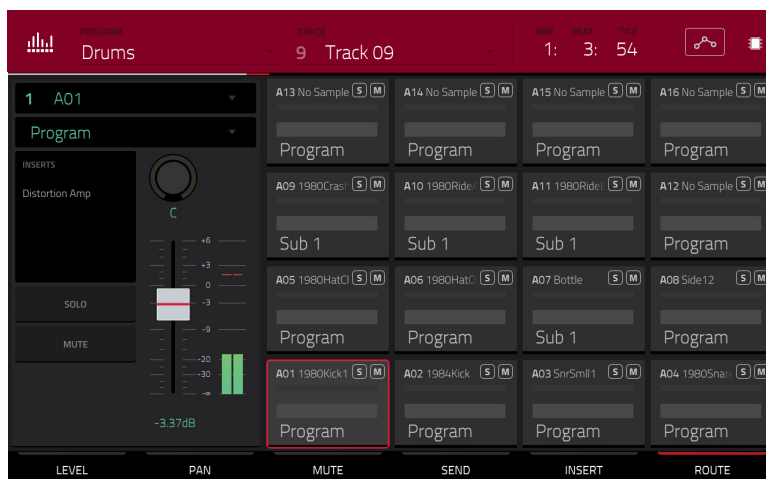 PROGRAM
Drums
TRACK
9 Track 09
BAR BEAT TICK
1: 3: 54
1 A01
Program
INSERTS
Distortion Amp
C
+6
+3
0
-3
-9
-20
-30
-∞
SOLO
MUTE
-3.37dB
A13 No Sample S M
Program
A14 No Sample S M
Program
A15 No Sample S M
Program
A16 No Sample S M
Program
A09 1980Cras S M
Sub 1
A10 1980Ride S M
Sub 1
A11 1980Ride S M
Sub 1
A12 No Sample S M
Program
A05 1980HatCl S M
Program
A06 1980HatC S M
Program
A07 Bottle S M
Sub 1
A08 Side12 S M
Program
A01 1980Kick1 S M
Program
A02 1984Kick S M
Program
A03 SnrSmll1 S M
Program
A04 1980Snar S M
Program
LEVEL PAN MUTE SEND INSERT ROUTE